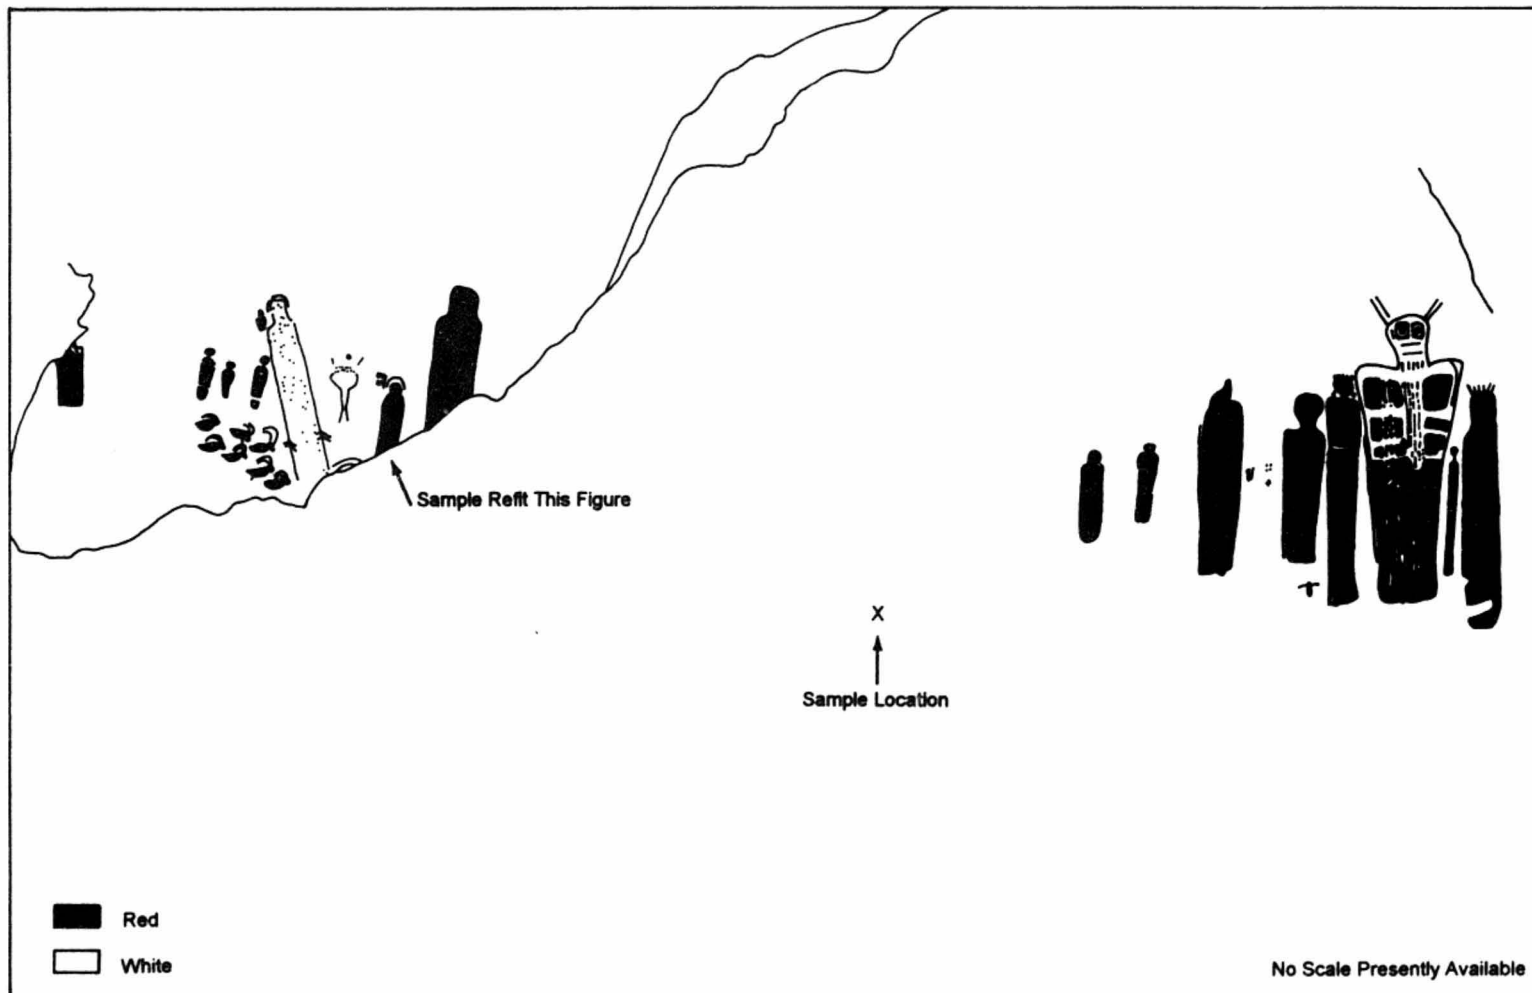 Sample Refit This Figure
X
Sample Location
Red
White
No Scale Presently Available